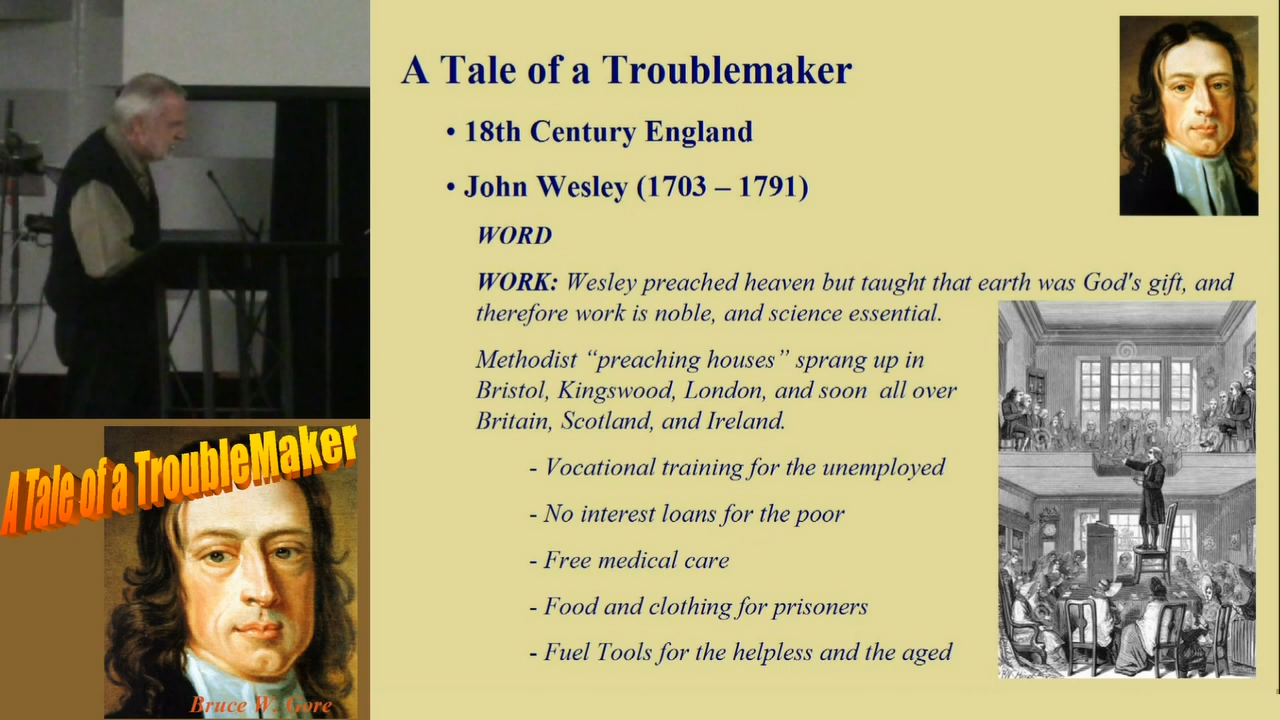 A Tale of a Troublemaker
• 18th Century England
• John Wesley (1703 – 1791)
WORD
WORK: Wesley preached heaven but taught that earth was God's gift, and
therefore work is noble, and science essential.
Methodist “preaching houses” sprang up in
Bristol, Kingswood, London, and soon all over
Britain, Scotland, and Ireland.
- Vocational training for the unemployed
- No interest loans for the poor
- Free medical care
- Food and clothing for prisoners
- Fuel Tools for the helpless and the aged
A Tale of a TroubleMaker
Bruce W. Gore